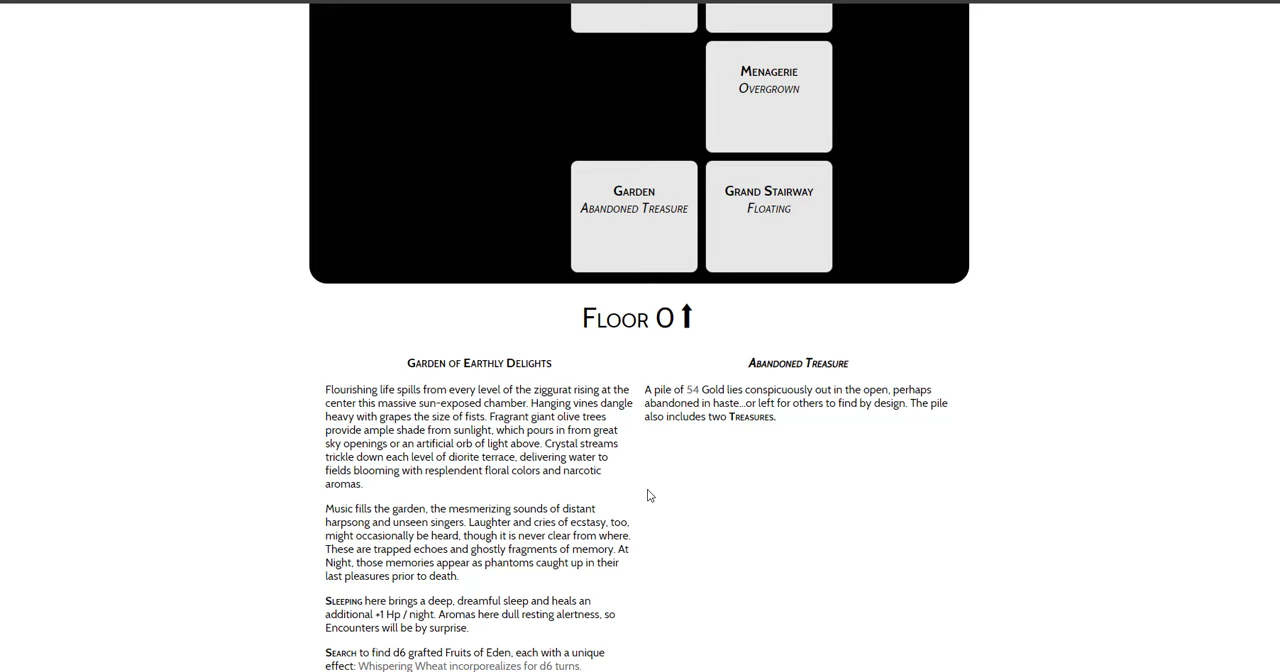 Menagerie
Overgrown
Garden
Abandoned Treasure
Grand Stairway
Floating
Floor 0 ⬆
Garden of Earthly Delights
Flourishing life spills from every level of the ziggurat rising at the
center this massive sun-exposed chamber. Hanging vines dangle
heavy with grapes the size of fists. Fragrant giant olive trees
provide ample shade from sunlight, which pours in from great
sky openings or an artificial orb of light above. Crystal streams
trickle down each level of diorite terrace, delivering water to
fields blooming with resplendent floral colors and narcotic
aromas.
Music fills the garden, the mesmerizing sounds of distant
harpsong and unseen singers. Laughter and cries of ecstasy, too,
might occasionally be heard, though it is never clear from where.
These are trapped echoes and ghostly fragments of memory. At
Night, those memories appear as phantoms caught up in their
last pleasures prior to death.
Sleeping here brings a deep, dreamful sleep and heals an
additional +1 Hp / night. Aromas here dull resting alertness, so
Encounters will be by surprise.
Search to find d6 grafted Fruits of Eden, each with a unique
effect: Whispering Wheat incorporealizes for d6 turns.
Abandoned Treasure
A pile of 54 Gold lies conspicuously out in the open, perhaps
abandoned in haste...or left for others to find by design. The pile
also includes two Treasures.